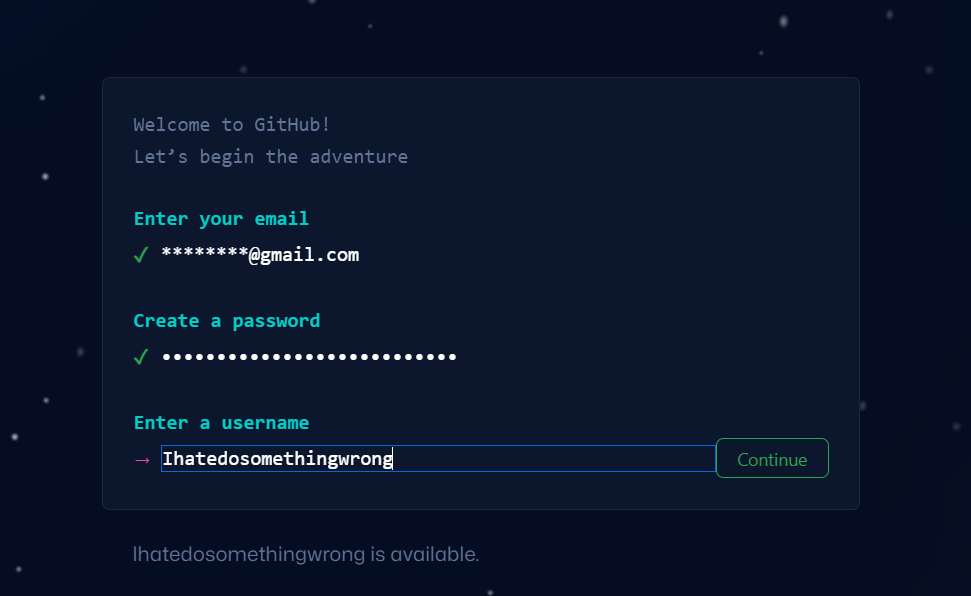 Welcome to GitHub!
Let’s begin the adventure
Enter your email
✓ ********@gmail.com
Create a password
✓ •••••••••••••••••••••••••••
Enter a username
→ Ihatedosomethingwrong
Continue
Ihatedosomethingwrong is available.